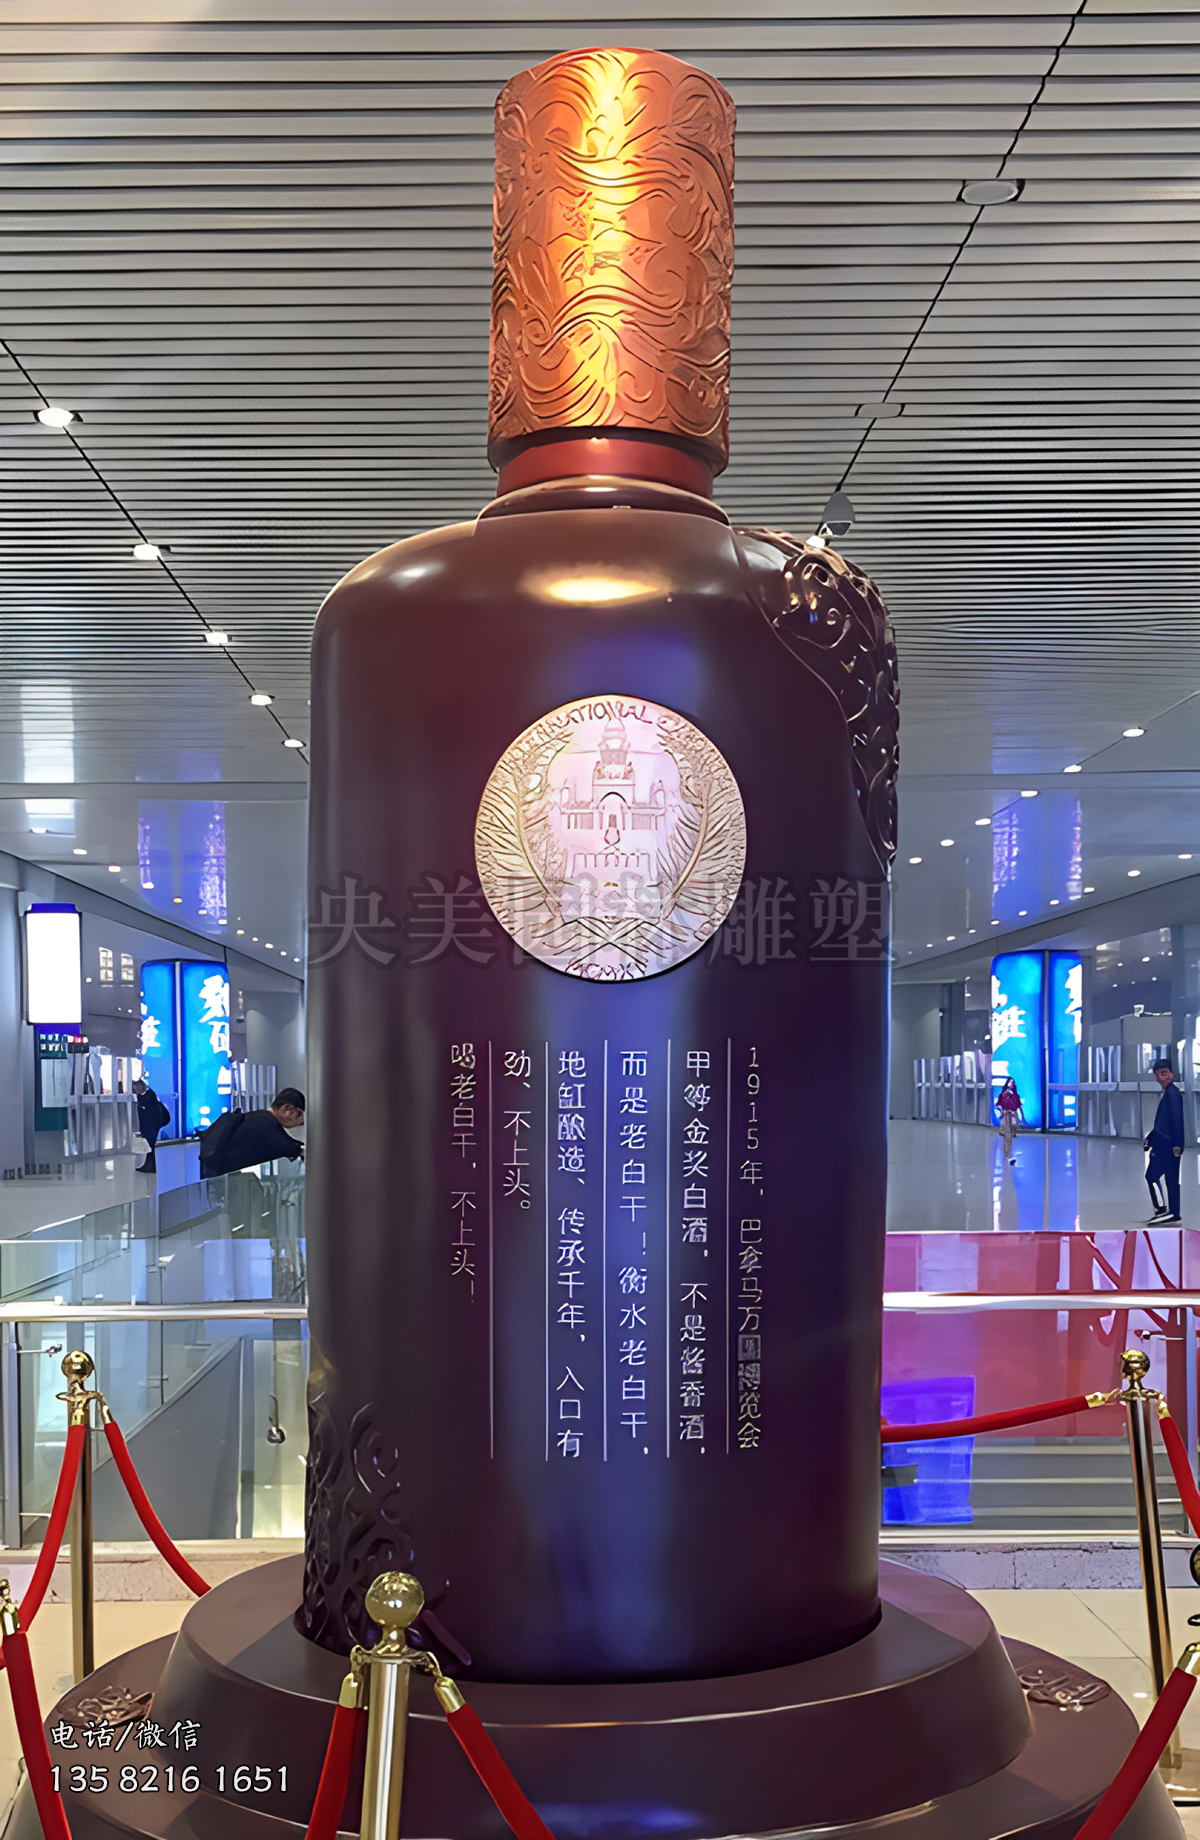 INTERNATIONAL
央美园林雕塑
1915年，巴拿马万国博览会
甲等金奖白酒，不是酱香酒，
而是老白干！衡水老白干，
地缸酿造、传承千年，入口有
劲、不上头。
喝老白干，不上头！
电话/微信
135 8216 1651